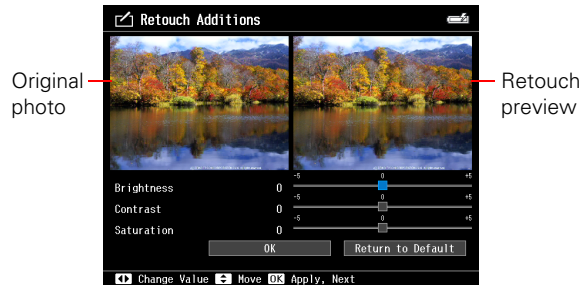 Retouch Additions
Original photo
Retouch preview
-5 0 +5
Brightness 0
-5 0 +5
Contrast 0
-5 0 +5
Saturation 0
OK Return to Default
Change Value Move OK Apply, Next